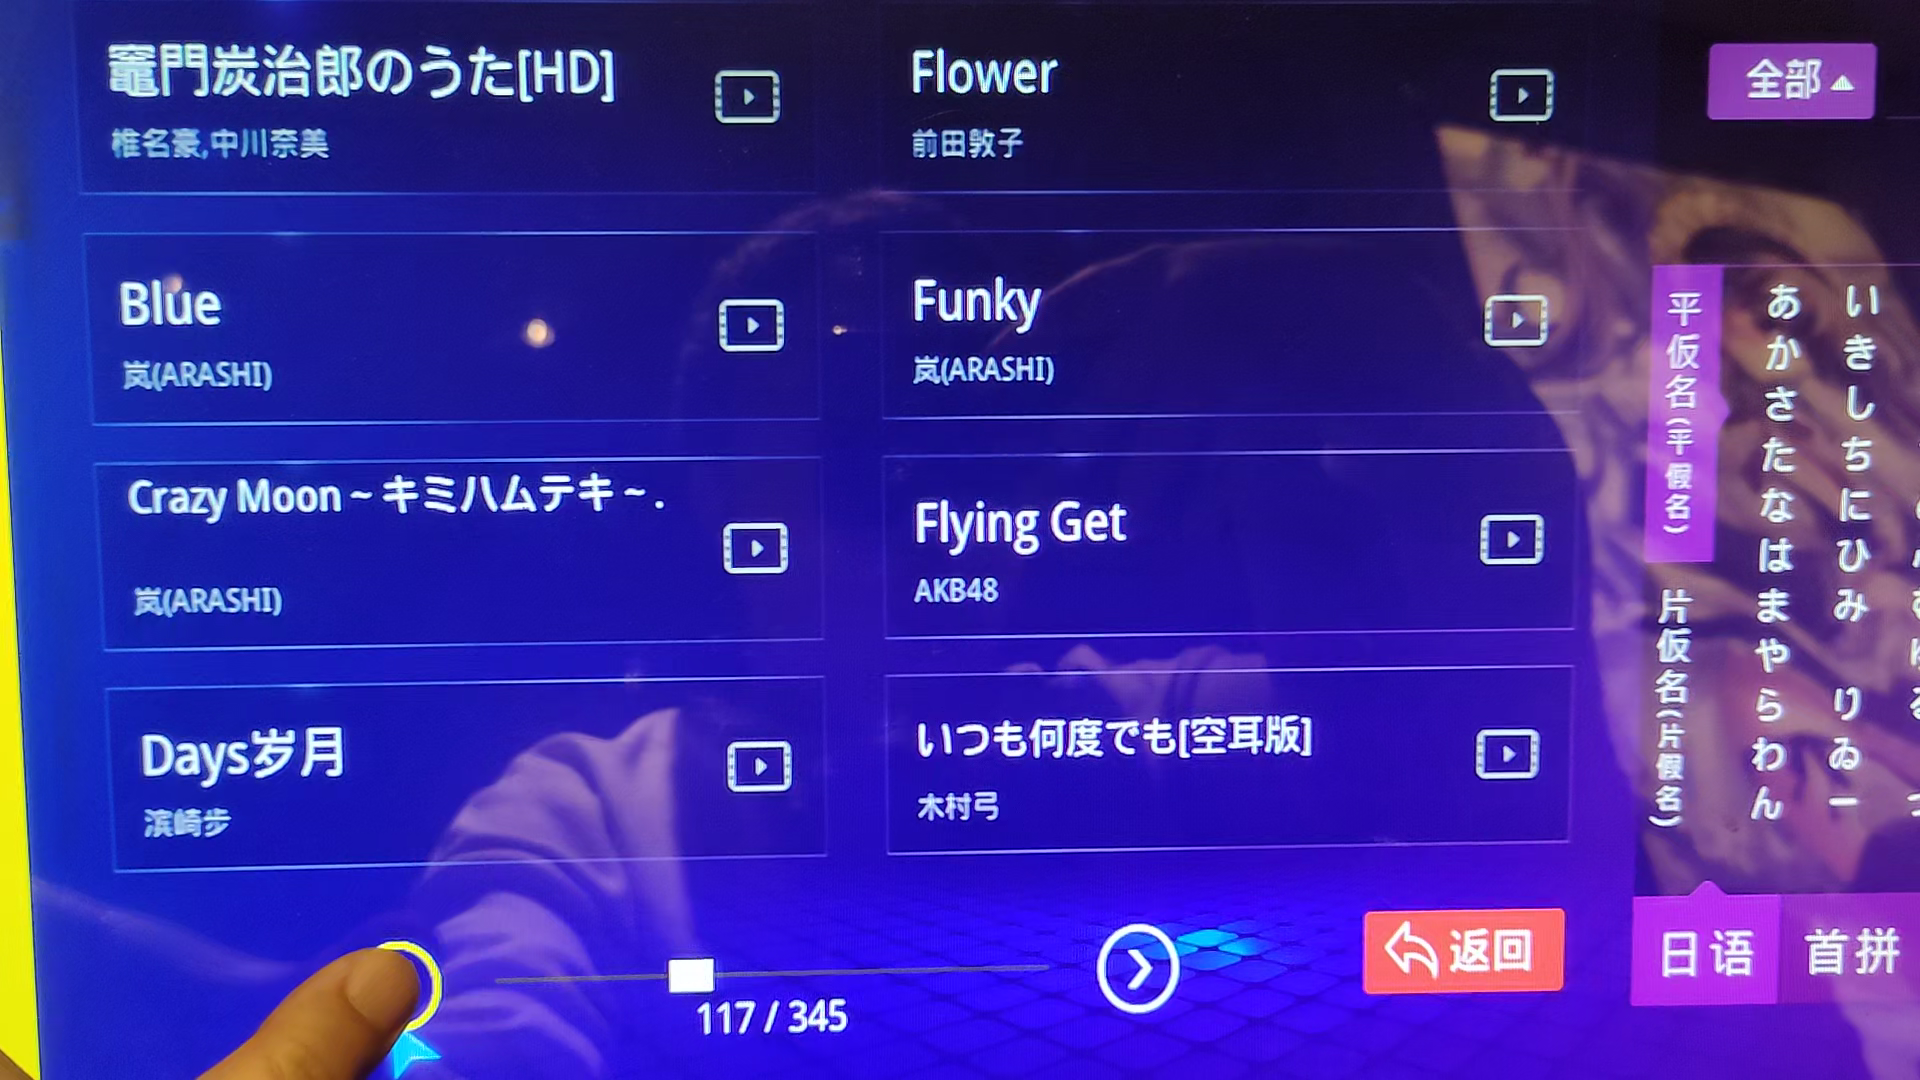 竈門炭治郎のうた[HD]
椎名豪,中川奈美
Flower
前田敦子
Blue
岚(ARASHI)
Funky
岚(ARASHI)
Crazy Moon ~ キミハムテキ ~ .
岚(ARASHI)
Flying Get
AKB48
Days岁月
滨崎步
いつも何度でも[空耳版]
木村弓
117 / 345
返回
全部
平仮名(平假名)
片仮名(片假名)
あかさたなはまやらわん
いきしちにひみ りゐー
日语
首拼